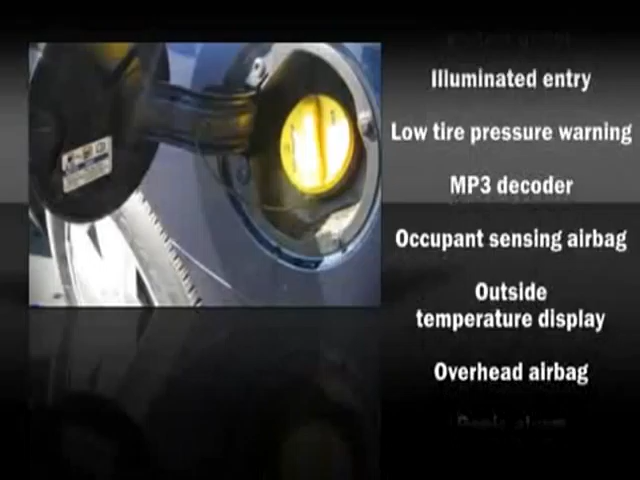 Illuminated entry
Low tire pressure warning
MP3 decoder
Occupant sensing airbag
Outside
temperature display
Overhead airbag